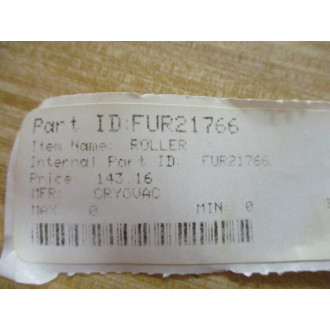 Part ID:FUR21766
Item Name: ROLLER
Internal Part ID: FUR21766
Price: 143.16
MFR: CRYOVAC
MAX: 0 MIN: 0